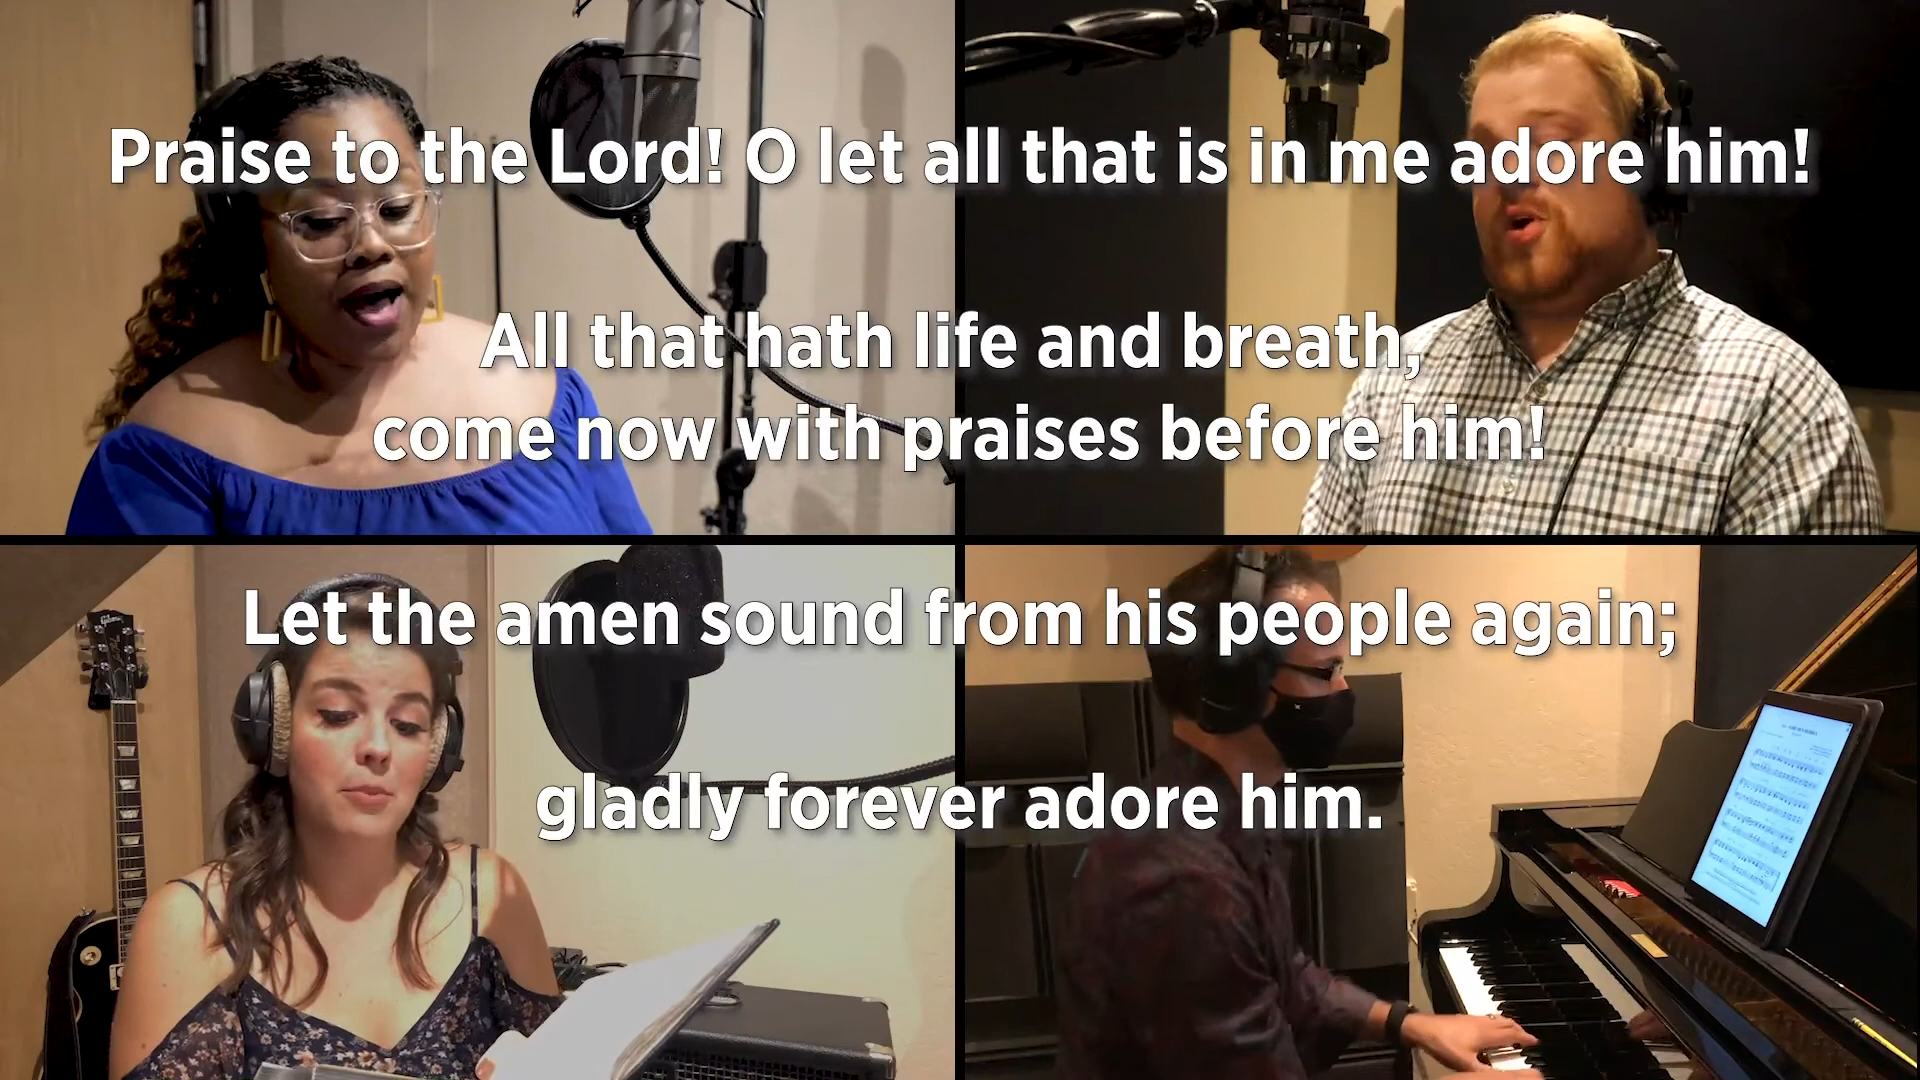 Praise to the Lord! O let all that is in me adore him!
All that hath life and breath,
come now with praises before him!
Let the amen sound from his people again;
gladly forever adore him.